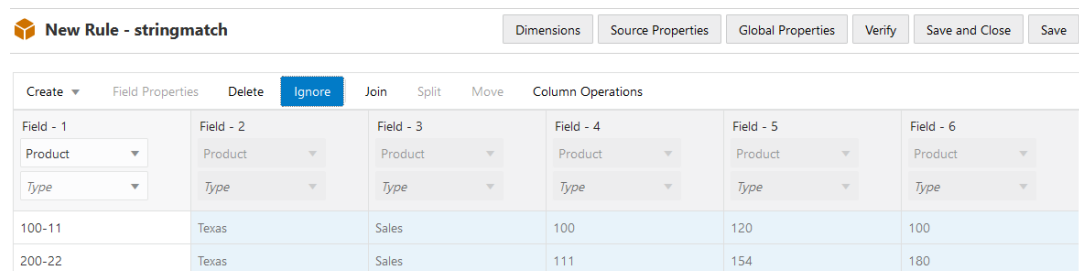 New Rule - stringmatch Dimensions Source Properties Global Properties Verify Save and Close Save
Create Field Properties Delete Ignore Join Split Move Column Operations
Field - 1 Field - 2 Field - 3 Field - 4 Field - 5 Field - 6
Product Product Product Product Product Product
Type Type Type Type Type Type
100-11 Texas Sales 100 120 100
200-22 Texas Sales 111 154 180